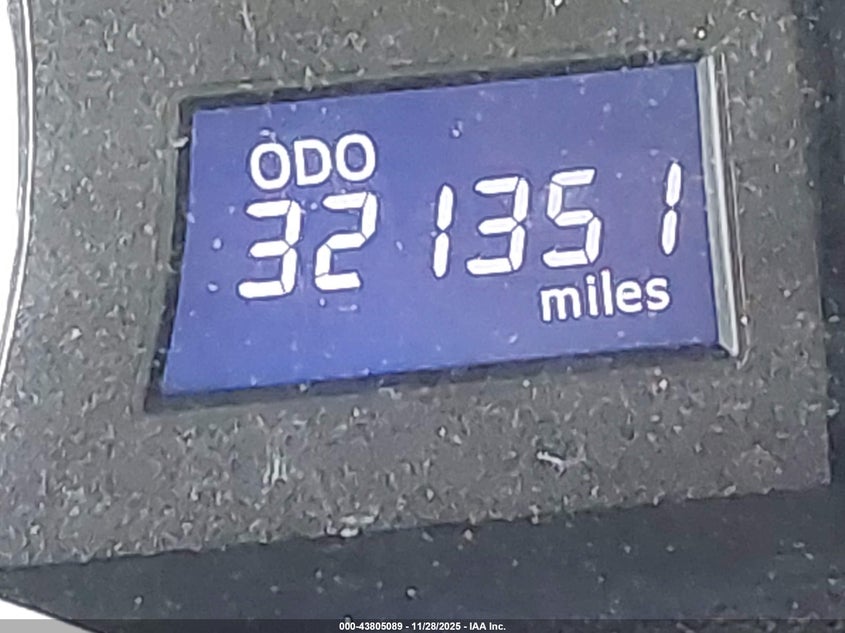 ODO
321351
miles
000-43805089 - 11/28/2025 - IAA Inc.